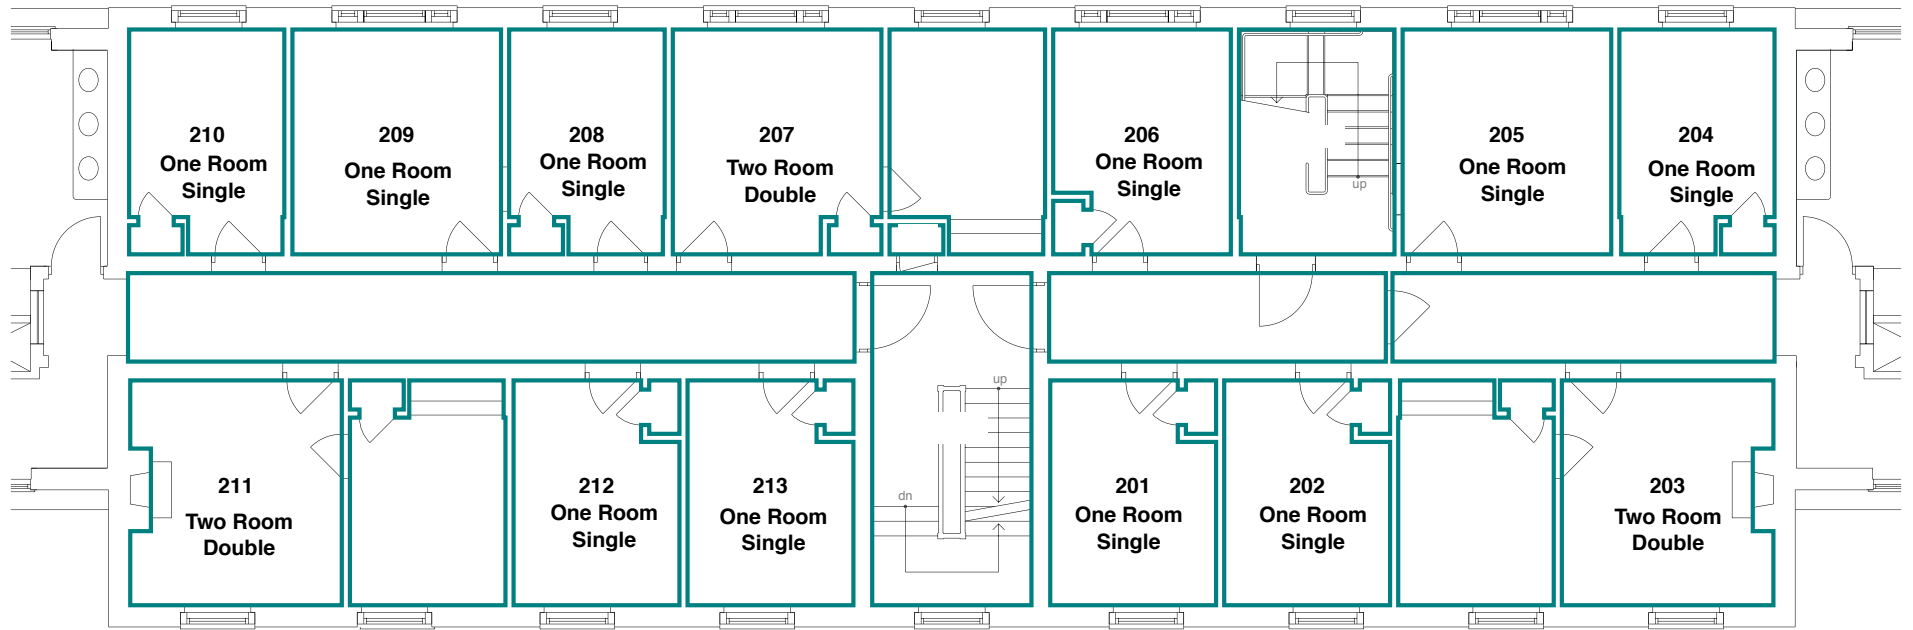 210
One Room
Single
209
One Room
Single
208
One Room
Single
207
Two Room
Double
206
One Room
Single
up
205
One Room
Single
204
One Room
Single
211
Two Room
Double
212
One Room
Single
213
One Room
Single
up
dn
201
One Room
Single
202
One Room
Single
203
Two Room
Double